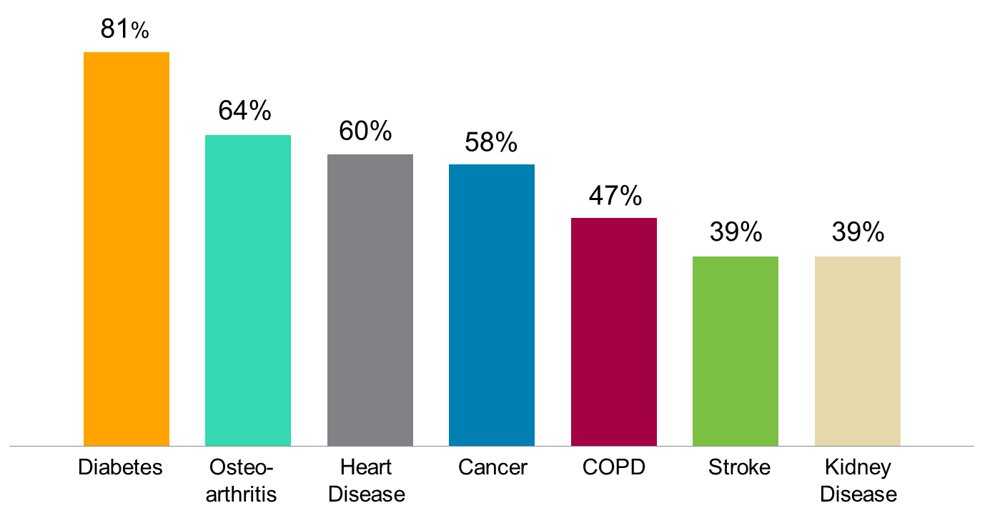 81%
64%
60%
58%
47%
39%
39%
Diabetes
Osteo-
arthritis
Heart
Disease
Cancer
COPD
Stroke
Kidney
Disease